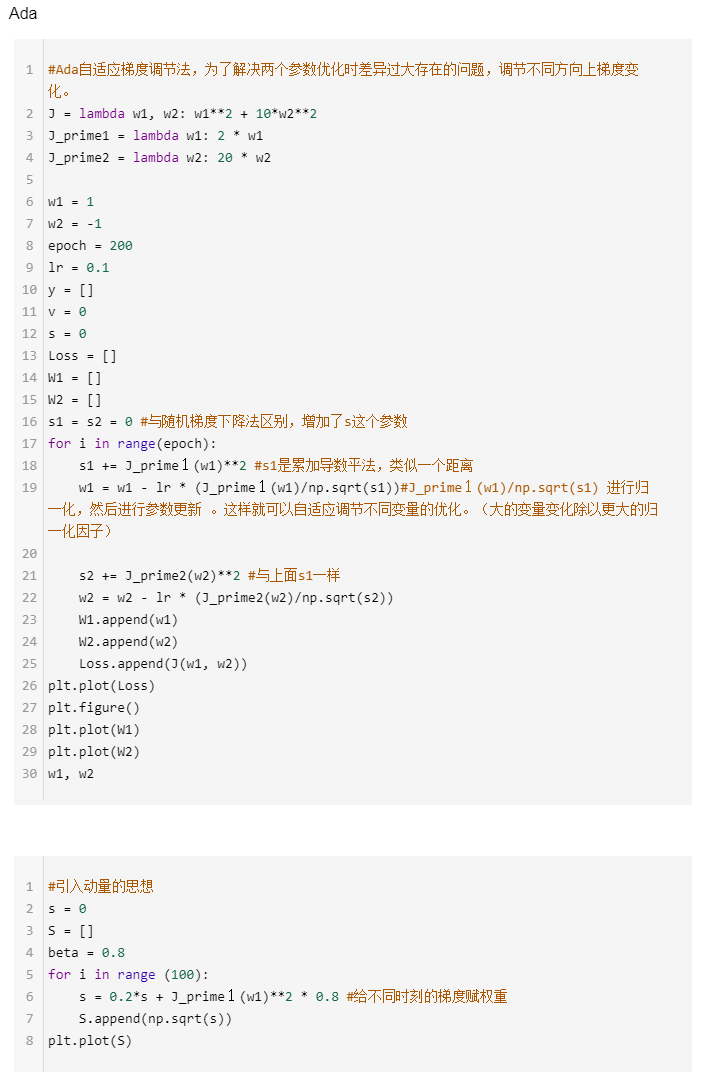 Ada
1 #Ada自适应梯度调节法，为了解决两个参数优化时差异过大存在的问题，调节不同方向上梯度变
化。
2 J = lambda w1, w2: w1**2 + 10*w2**2
3 J_prime1 = lambda w1: 2 * w1
4 J_prime2 = lambda w2: 20 * w2
5
6 w1 = 1
7 w2 = -1
8 epoch = 200
9 lr = 0.1
10 y = []
11 v = 0
12 s = 0
13 Loss = []
14 W1 = []
15 W2 = []
16 s1 = s2 = 0 #与随机梯度下降法区别，增加了s这个参数
17 for i in range(epoch):
18     s1 += J_prime1(w1)**2 #s1是累加导数平法，类似一个距离
19     w1 = w1 - lr * (J_prime1(w1)/np.sqrt(s1))#J_prime1(w1)/np.sqrt(s1) 进行归
一化，然后进行参数更新 。这样就可以自适应调节不同变量的优化。（大的变量变化除以更大的归
一化因子）
20
21     s2 += J_prime2(w2)**2 #与上面s1一样
22     w2 = w2 - lr * (J_prime2(w2)/np.sqrt(s2))
23     W1.append(w1)
24     W2.append(w2)
25     Loss.append(J(w1, w2))
26 plt.plot(Loss)
27 plt.figure()
28 plt.plot(W1)
29 plt.plot(W2)
30 w1, w2
1 #引入动量的思想
2 s = 0
3 S = []
4 beta = 0.8
5 for i in range (100):
6     s = 0.2*s + J_prime1(w1)**2 * 0.8 #给不同时刻的梯度赋权重
7     S.append(np.sqrt(s))
8 plt.plot(S)